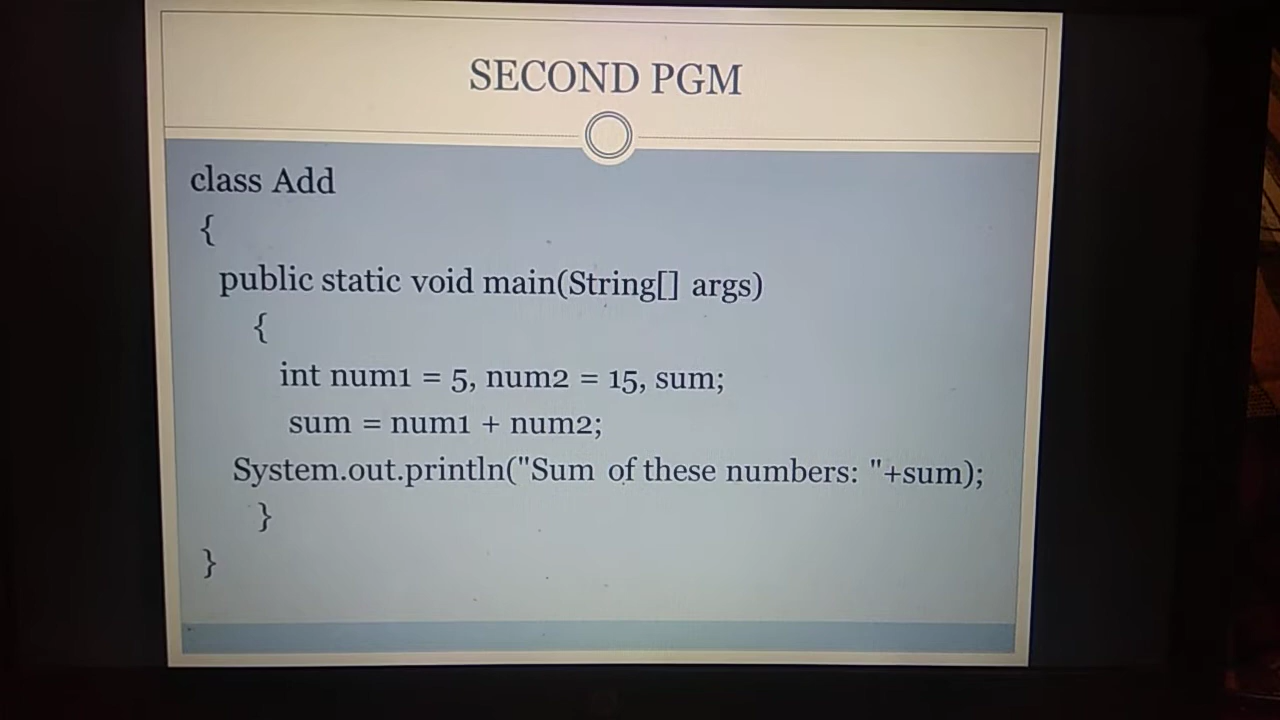 SECOND PGM
class Add
{
public static void main(String[] args)
{
int num1 = 5, num2 = 15, sum;
sum = num1 + num2;
System.out.println("Sum of these numbers: "+sum);
}
}